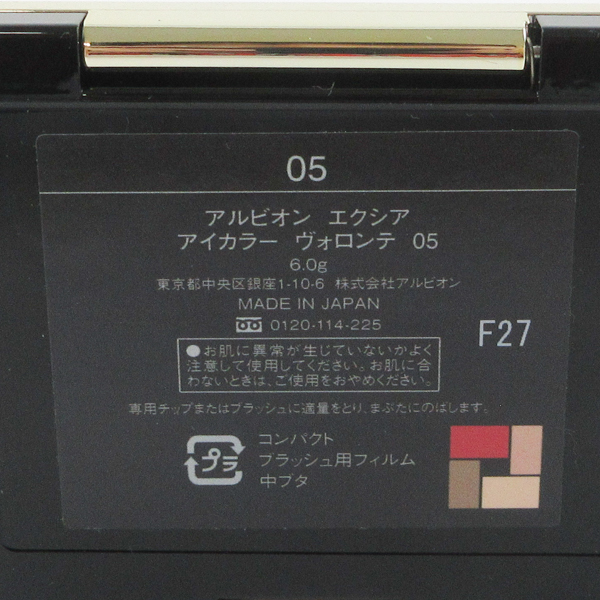 05
アルビオン エクシア
アイカラー ヴォロンテ 05
6.0g
東京都中央区銀座1-10-6 株式会社アルビオン
MADE IN JAPAN
0120-114-225
F27
●お肌に異常が生じていないかよく
注意して使用してください。お肌に合
わないときは、ご使用をおやめください。
専用チップまたはブラッシュに適量をとり、まぶたにのばします。
プラ
コンパクト
ブラッシュ用フィルム
中ブタ